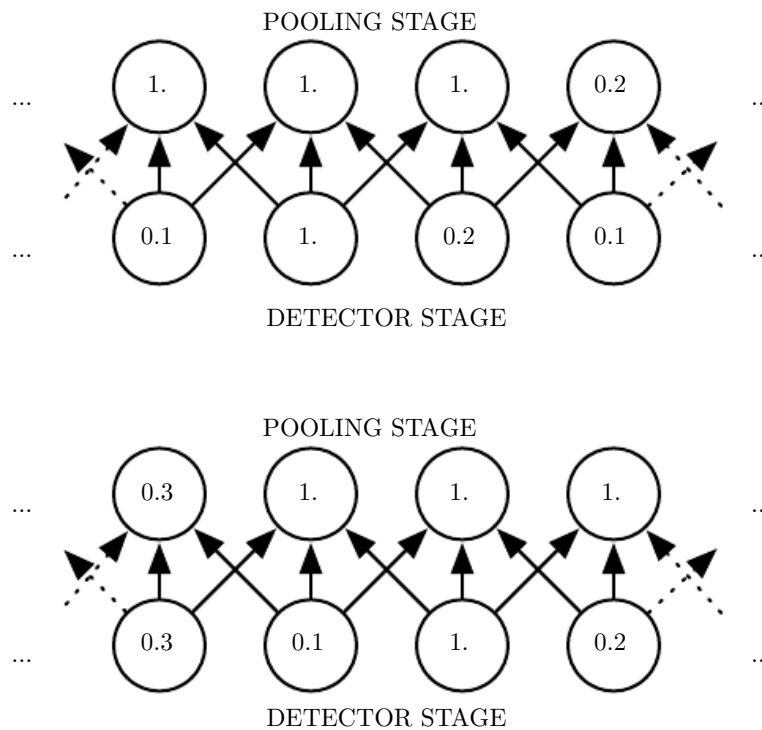 POOLING STAGE
... 1. 1. 1. 0.2 ...
... 0.1 1. 0.2 0.1 ...
DETECTOR STAGE
POOLING STAGE
... 0.3 1. 1. 1. ...
... 0.3 0.1 1. 0.2 ...
DETECTOR STAGE